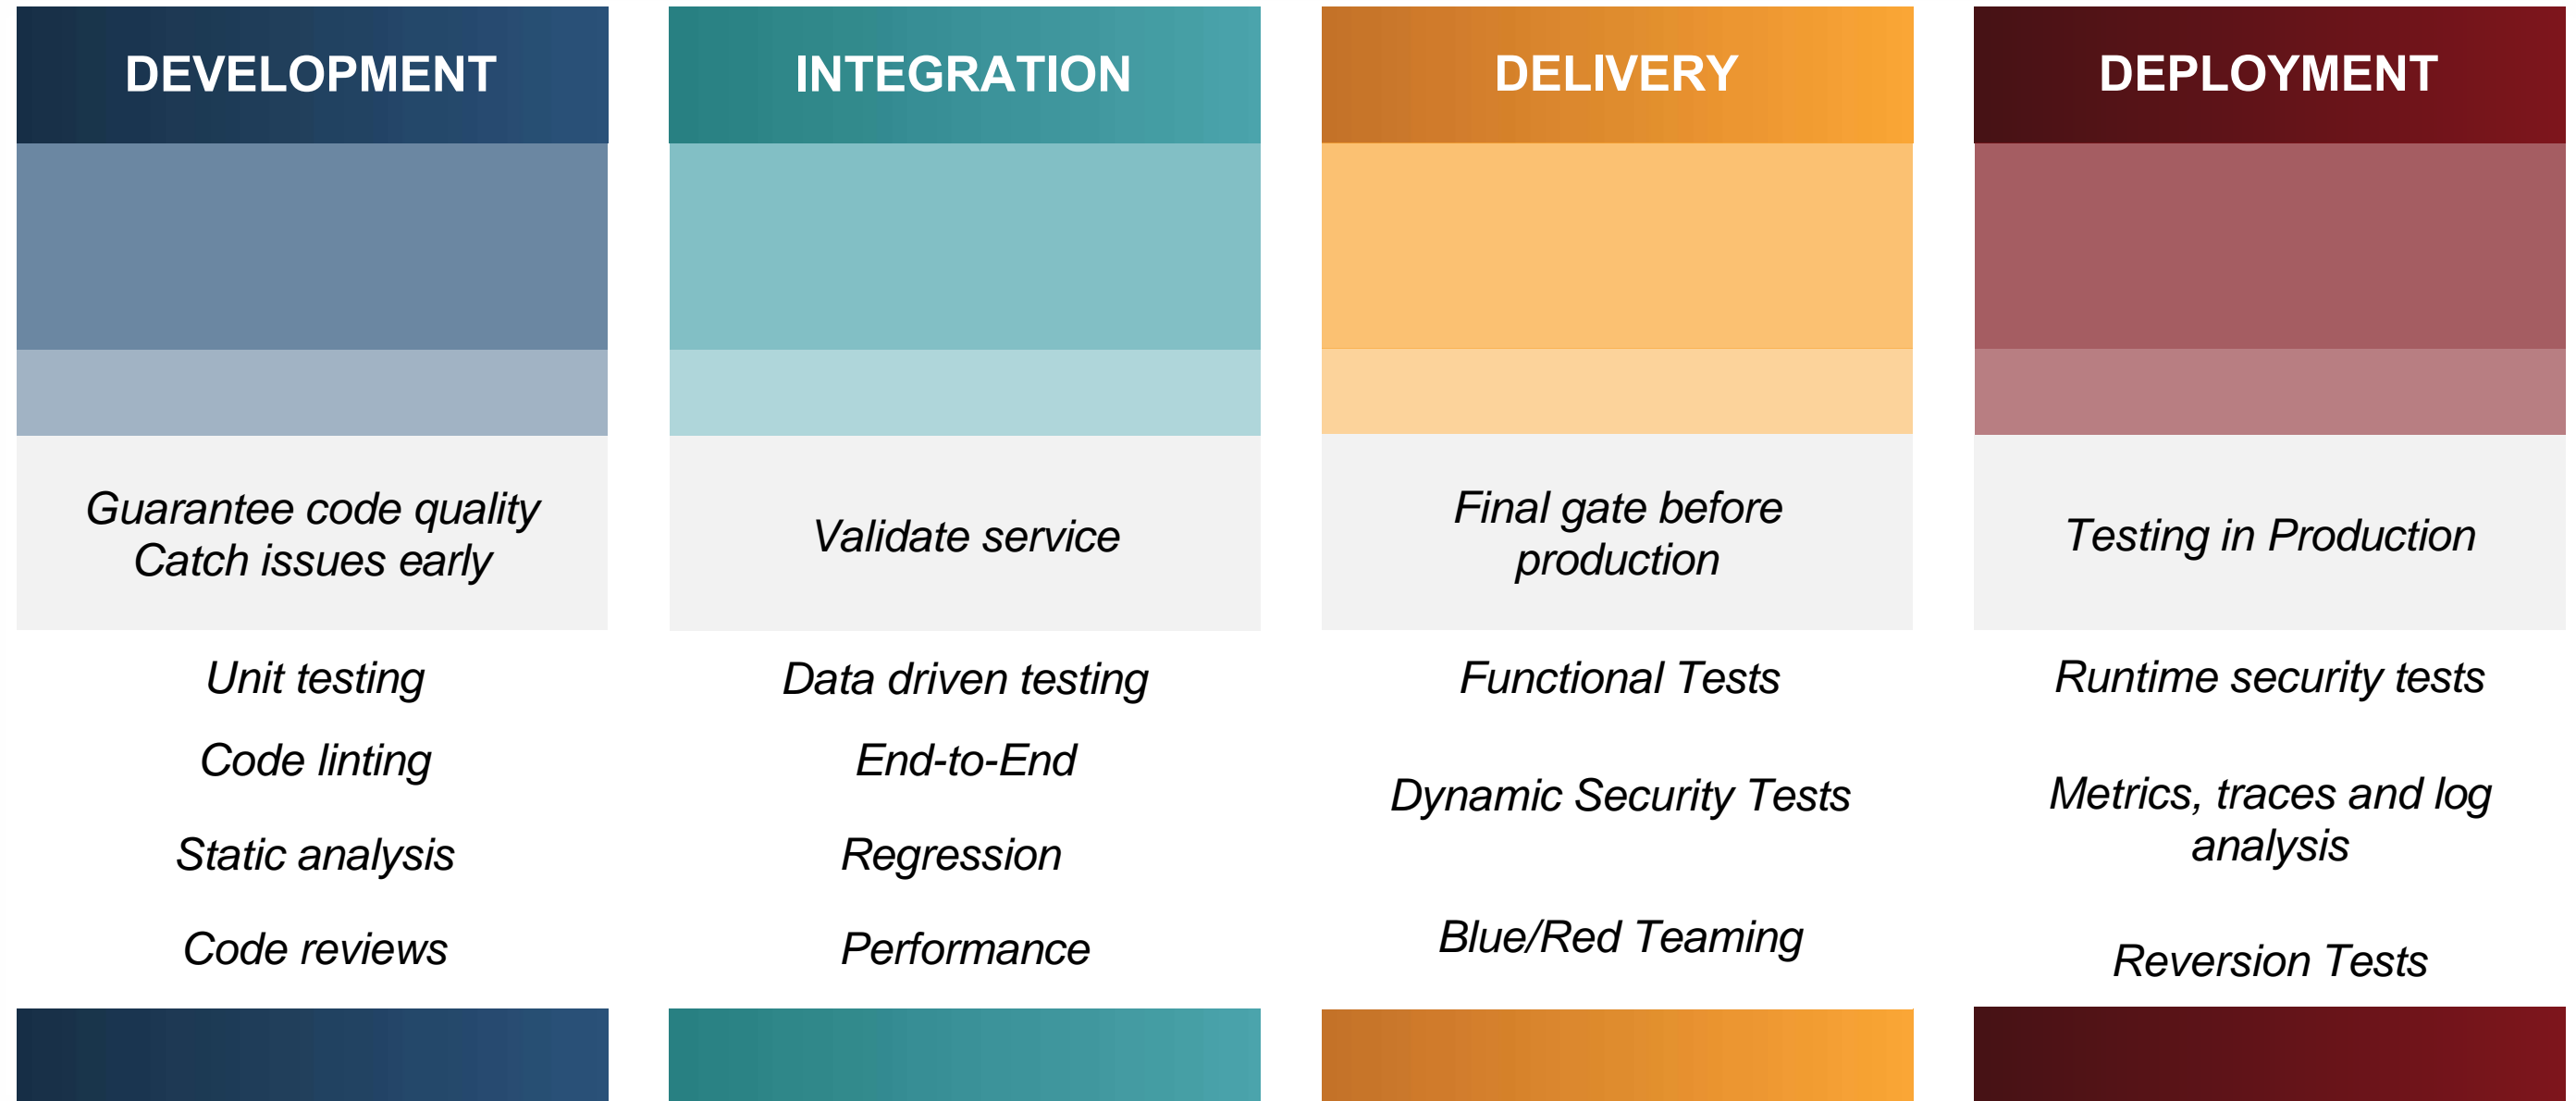 DEVELOPMENT
Guarantee code quality
Catch issues early
Unit testing
Code linting
Static analysis
Code reviews
INTEGRATION
Validate service
Data driven testing
End-to-End
Regression
Performance
DELIVERY
Final gate before
production
Functional Tests
Dynamic Security Tests
Blue/Red Teaming
DEPLOYMENT
Testing in Production
Runtime security tests
Metrics, traces and log
analysis
Reversion Tests